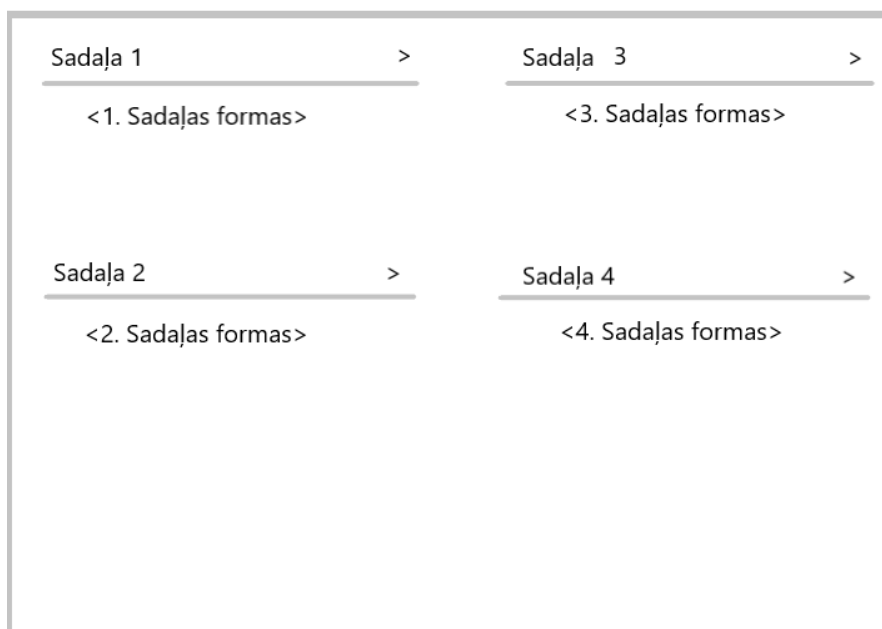 Sadaļa 1 >
<1. Sadaļas formas>
Sadaļa 2 >
<2. Sadaļas formas>
Sadaļa 3 >
<3. Sadaļas formas>
Sadaļa 4 >
<4. Sadaļas formas>